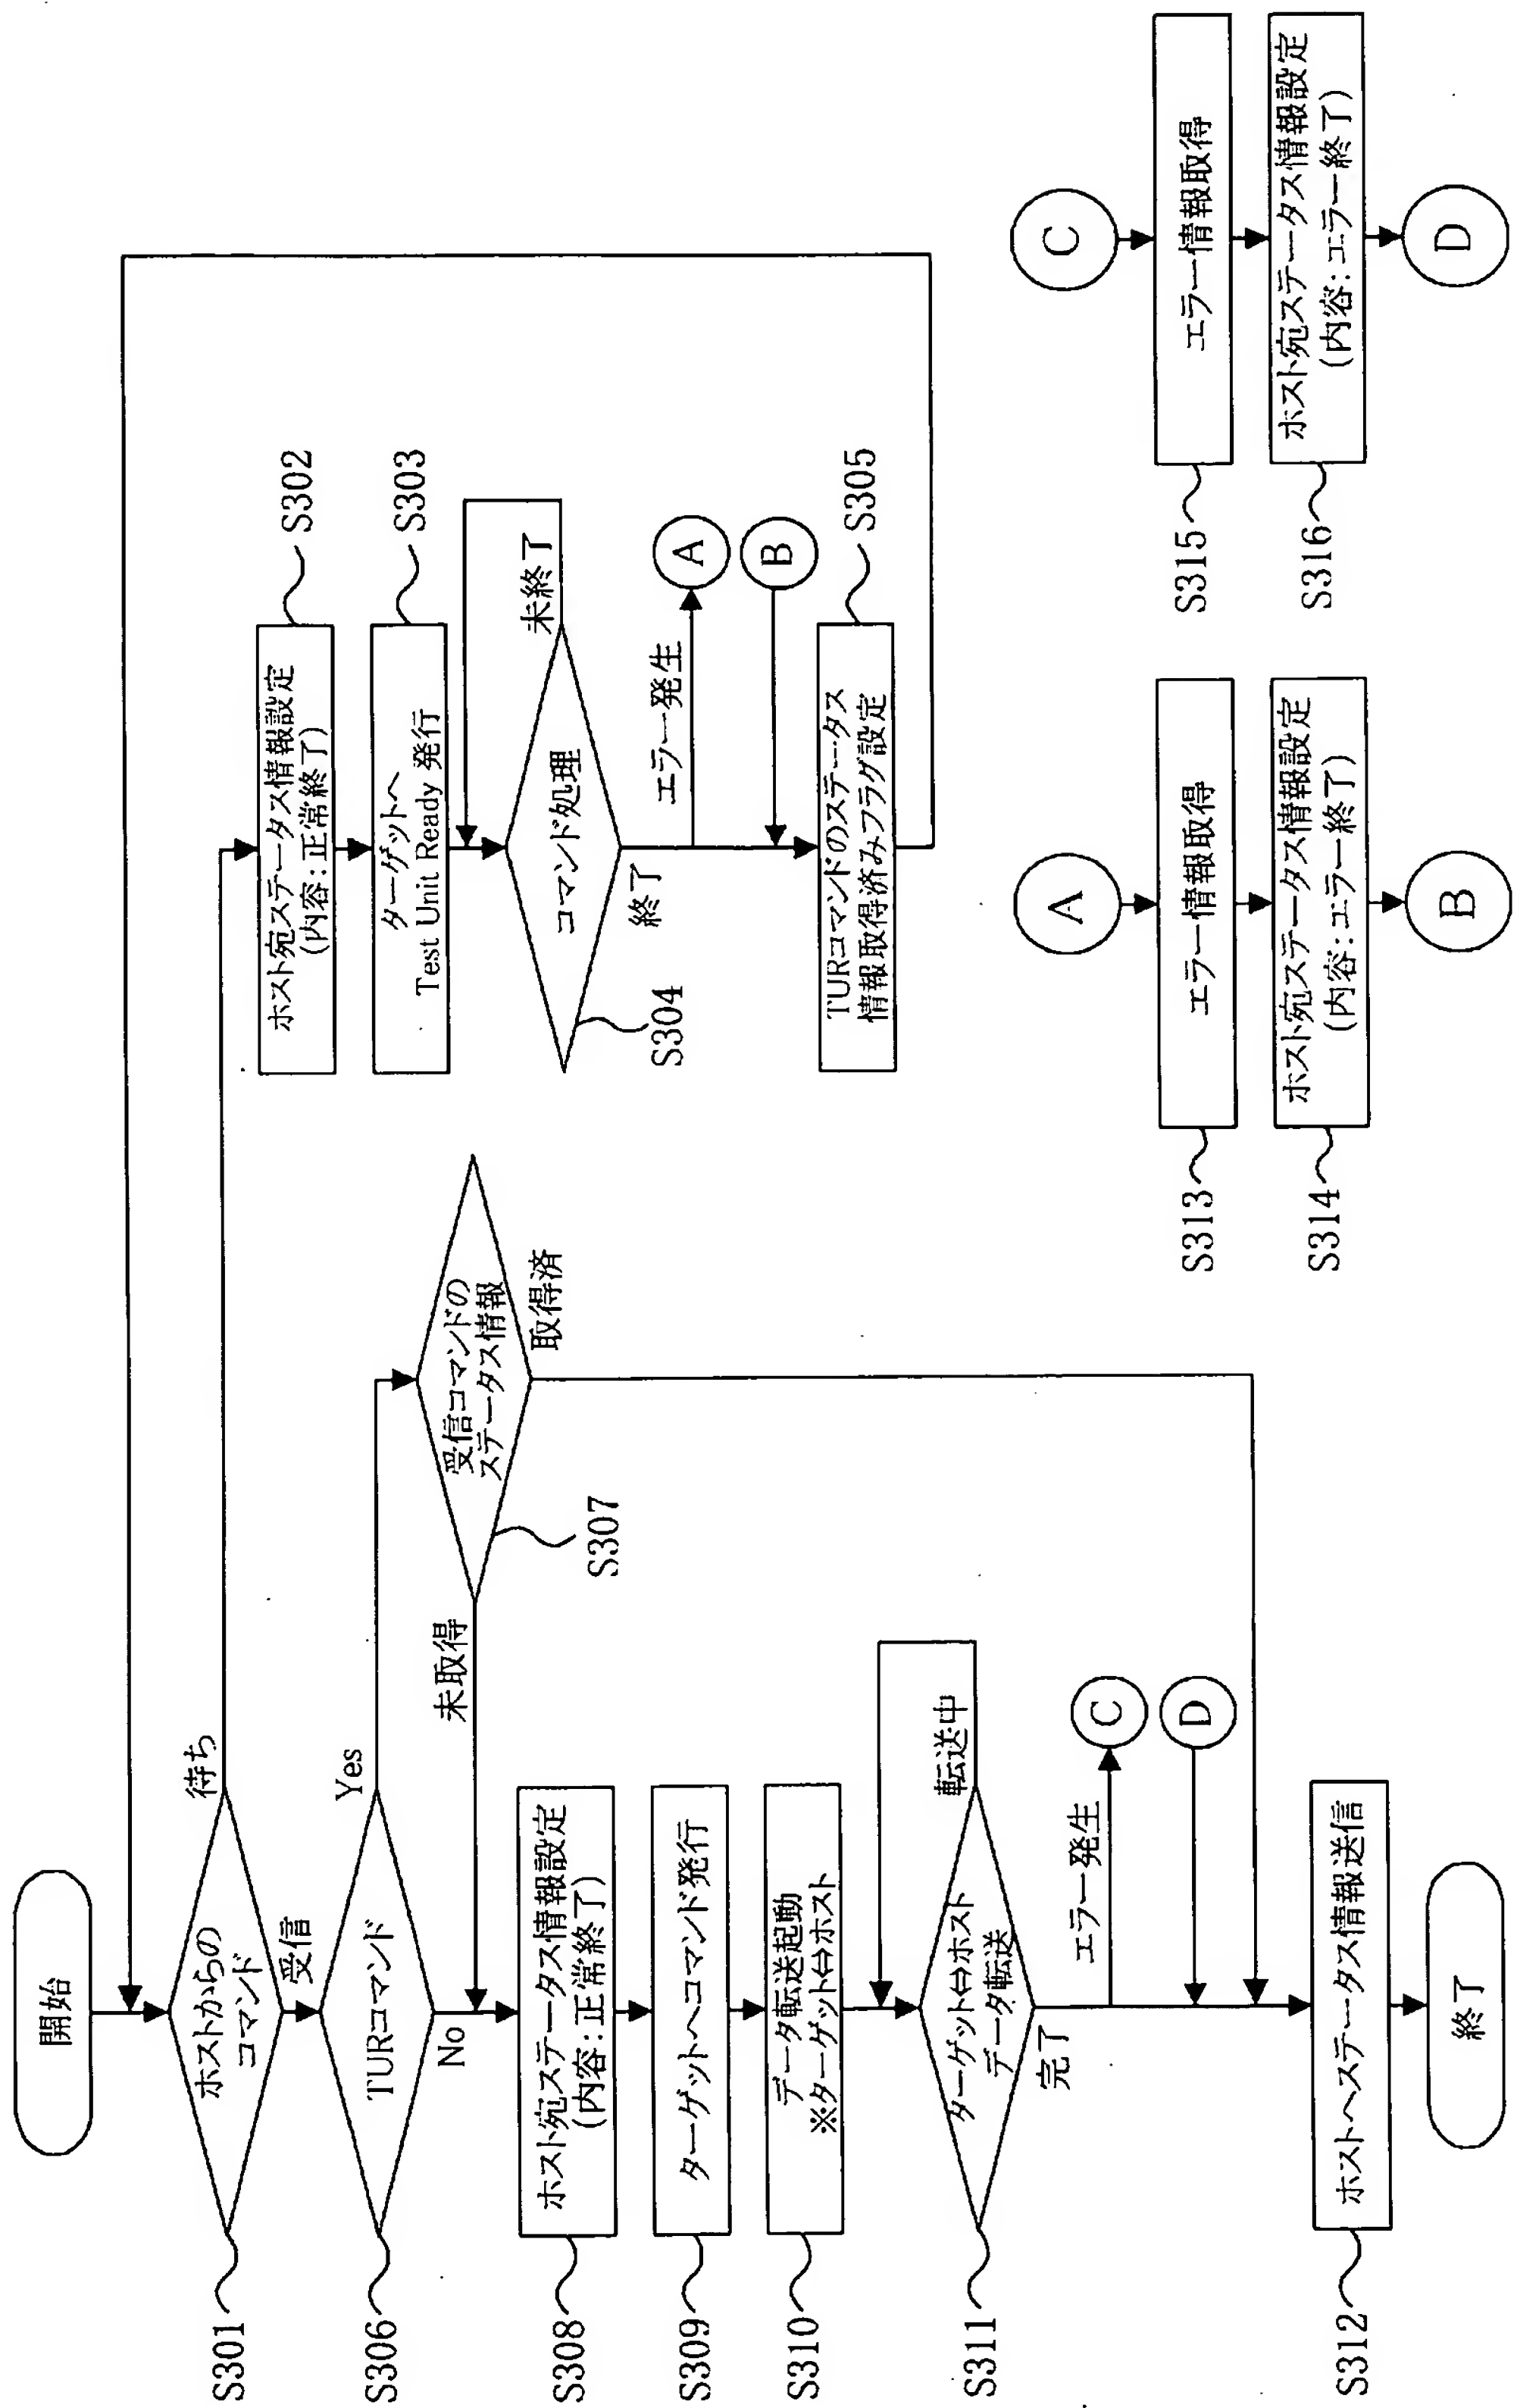 開始
ホストからの
コマンド
待ち
受信
S301
TURコマンド
Yes
No
S306
受信コマンドの
ステータス情報
未取得
取得済
S307
ホスト宛ステータス情報設定
(内容:正常終了)
S308
ターゲットへコマンド発行
S309
データ転送起動
※ターゲット⇔ホスト
S310
ターゲット⇔ホスト
データ転送
転送中
完了
S311
エラー発生
C
D
ホストへステータス情報送信
S312
終了
ホスト宛ステータス情報設定
(内容:正常終了)
S302
ターゲットへ
Test Unit Ready 発行
S303
コマンド処理
未終了
終了
S304
エラー発生
A
B
TURコマンドのステータス
情報取得済みフラグ設定
S305
A
エラー情報取得
S313
ホスト宛ステータス情報設定
(内容:エラー終了)
S314
B
C
エラー情報取得
S315
ホスト宛ステータス情報設定
(内容:エラー終了)
S316
D